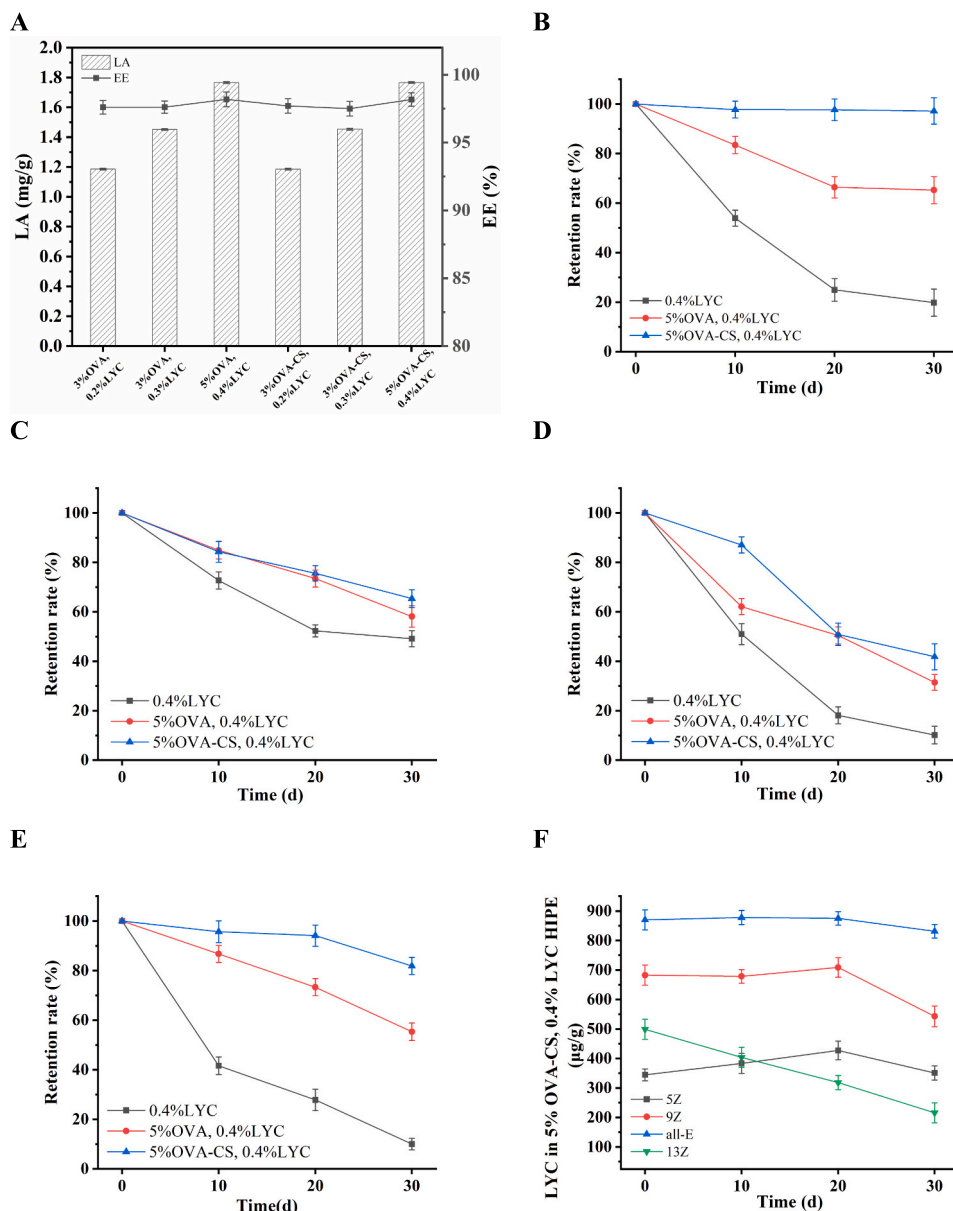 A
2.0
1.8
1.6
1.4
1.2
1.0
0.8
0.6
0.4
0.2
0.0
LA (mg/g)
LA
EE
100
95
90
85
80
EE (%)
3%OVA,
0.2%LYC
3%OVA,
0.3%LYC
5%OVA,
0.4%LYC
3%OVA-CS,
0.2%LYC
3%OVA-CS,
0.3%LYC
5%OVA-CS,
0.4%LYC
B
100
80
60
40
20
0
Retention rate (%)
0.4%LYC
5%OVA, 0.4%LYC
5%OVA-CS, 0.4%LYC
0 10 20 30
Time (d)
C
100
80
60
40
20
0
Retention rate (%)
0.4%LYC
5%OVA, 0.4%LYC
5%OVA-CS, 0.4%LYC
0 10 20 30
Time (d)
D
100
80
60
40
20
0
Retention rate (%)
0.4%LYC
5%OVA, 0.4%LYC
5%OVA-CS, 0.4%LYC
0 10 20 30
Time (d)
E
100
80
60
40
20
0
Retention rate (%)
0.4%LYC
5%OVA, 0.4%LYC
5%OVA-CS, 0.4%LYC
0 10 20 30
Time(d)
F
900
800
700
600
500
400
300
200
100
LYC in 5% OVA-CS, 0.4% LYC HIPE
(μg/g)
5Z
9Z
all-E
13Z
0 10 20 30
Time (d)